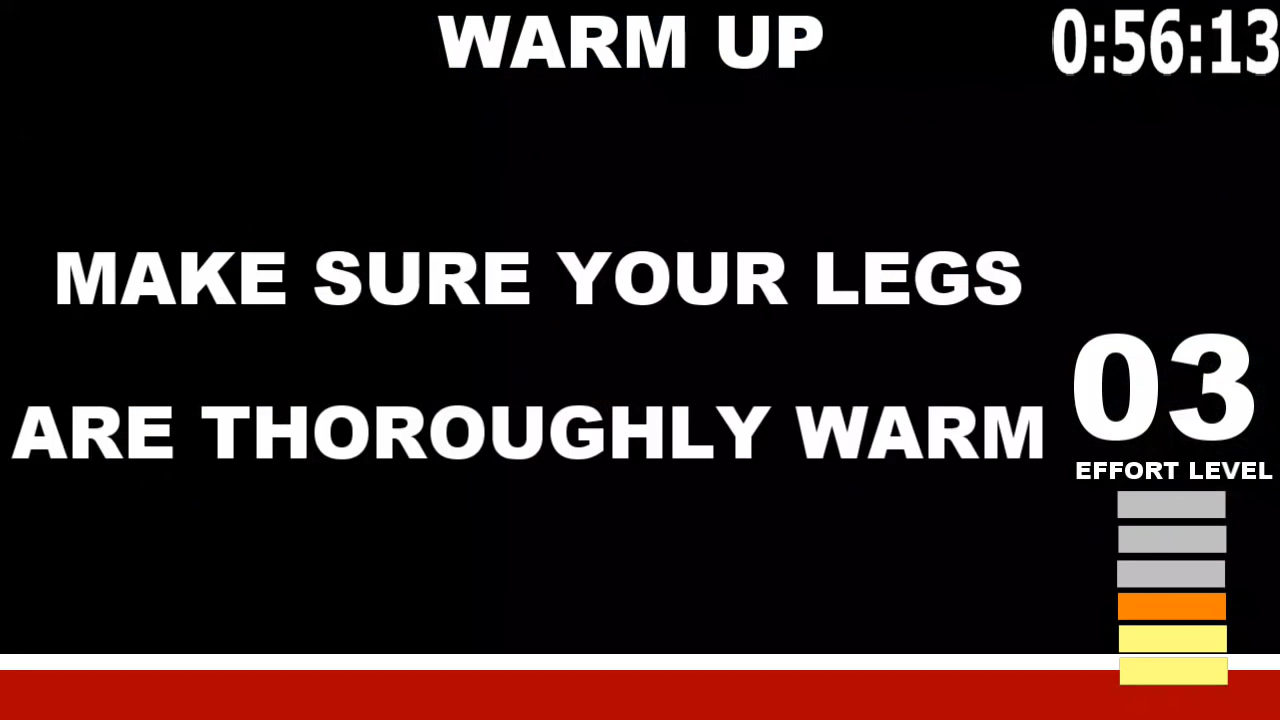 WARM UP
0:56:13
MAKE SURE YOUR LEGS
ARE THOROUGHLY WARM
03
EFFORT LEVEL